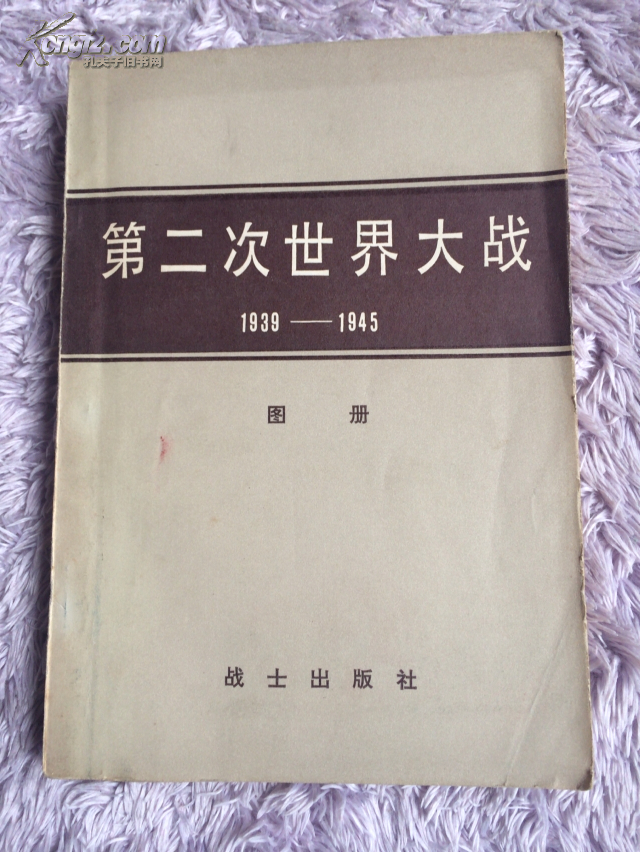 孔夫子旧书网
第二次世界大战
1939——1945
图册
战士出版社